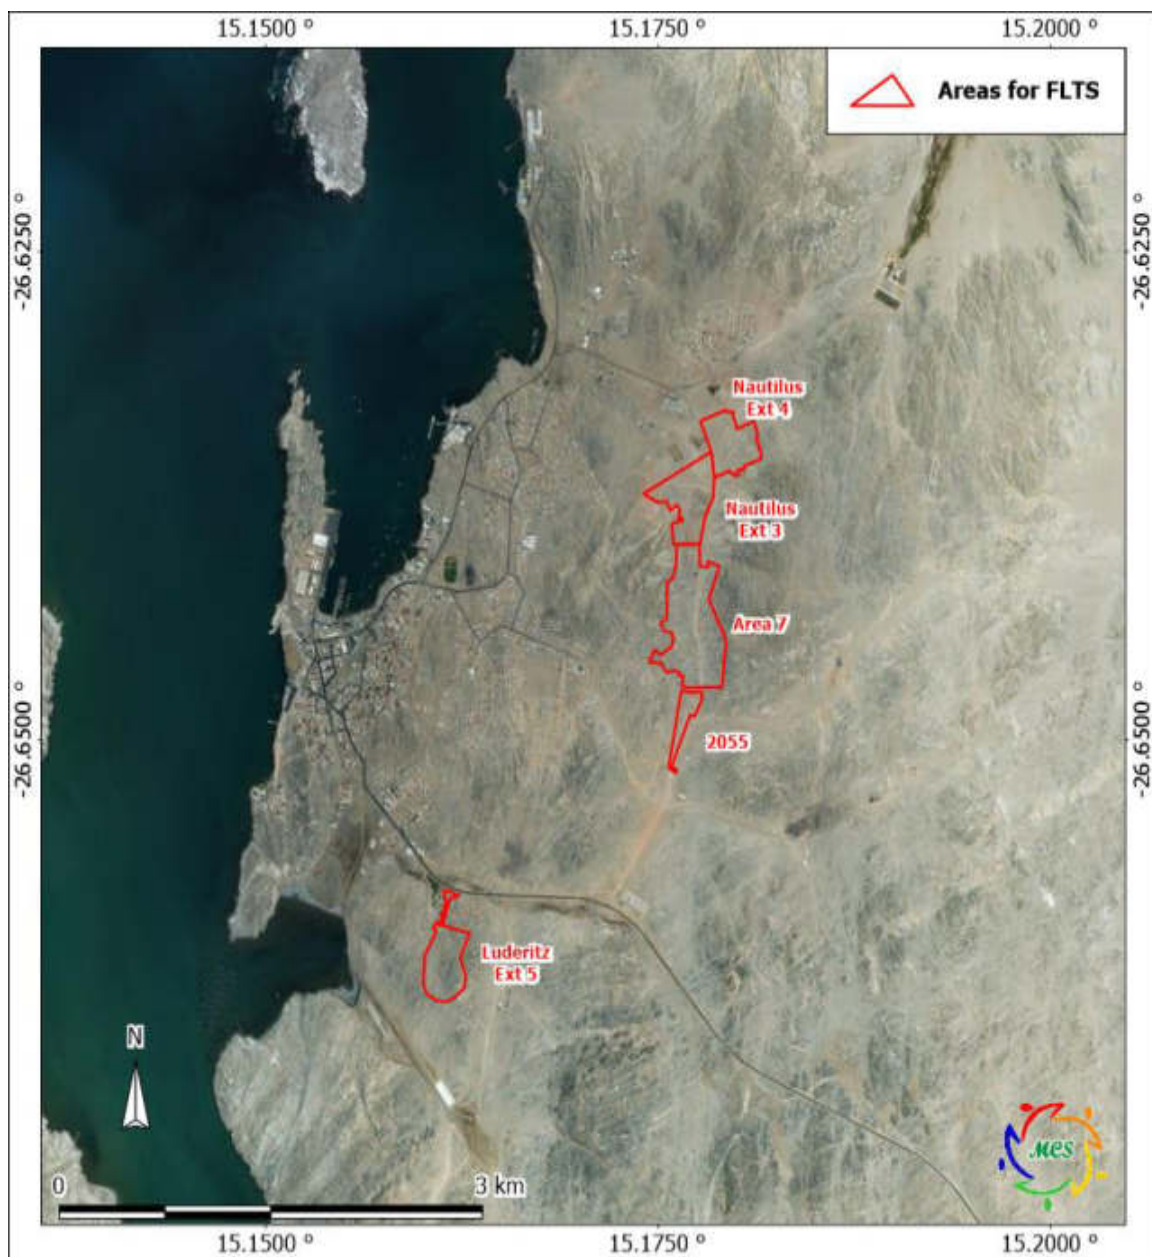 15.1500 °
15.1750 °
15.2000 °
Areas for FLTS
-26.6250 °
-26.6250 °
Nautilus
Ext 4
Nautilus
Ext 3
Area 7
-26.6500 °
-26.6500 °
2055
Luderitz
Ext 5
N
MCS
0
3 km
15.1500 °
15.1750 °
15.2000 °